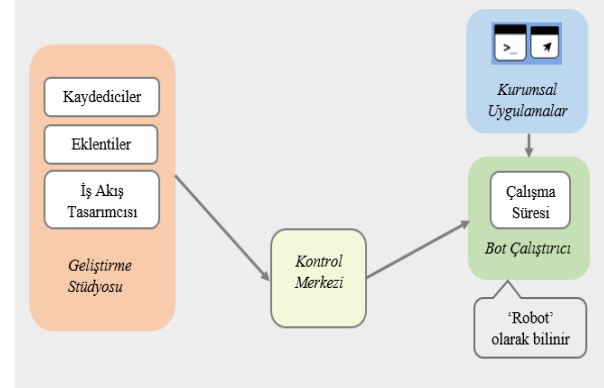 Kaydediciler
Eklentiler
İş Akış
Tasarımcısı
Geliştirme
Stüdyosu
Kontrol
Merkezi
>_
Kurumsal
Uygulamalar
Çalışma
Süresi
Bot Çalıştırıcı
‘Robot’
olarak bilinir